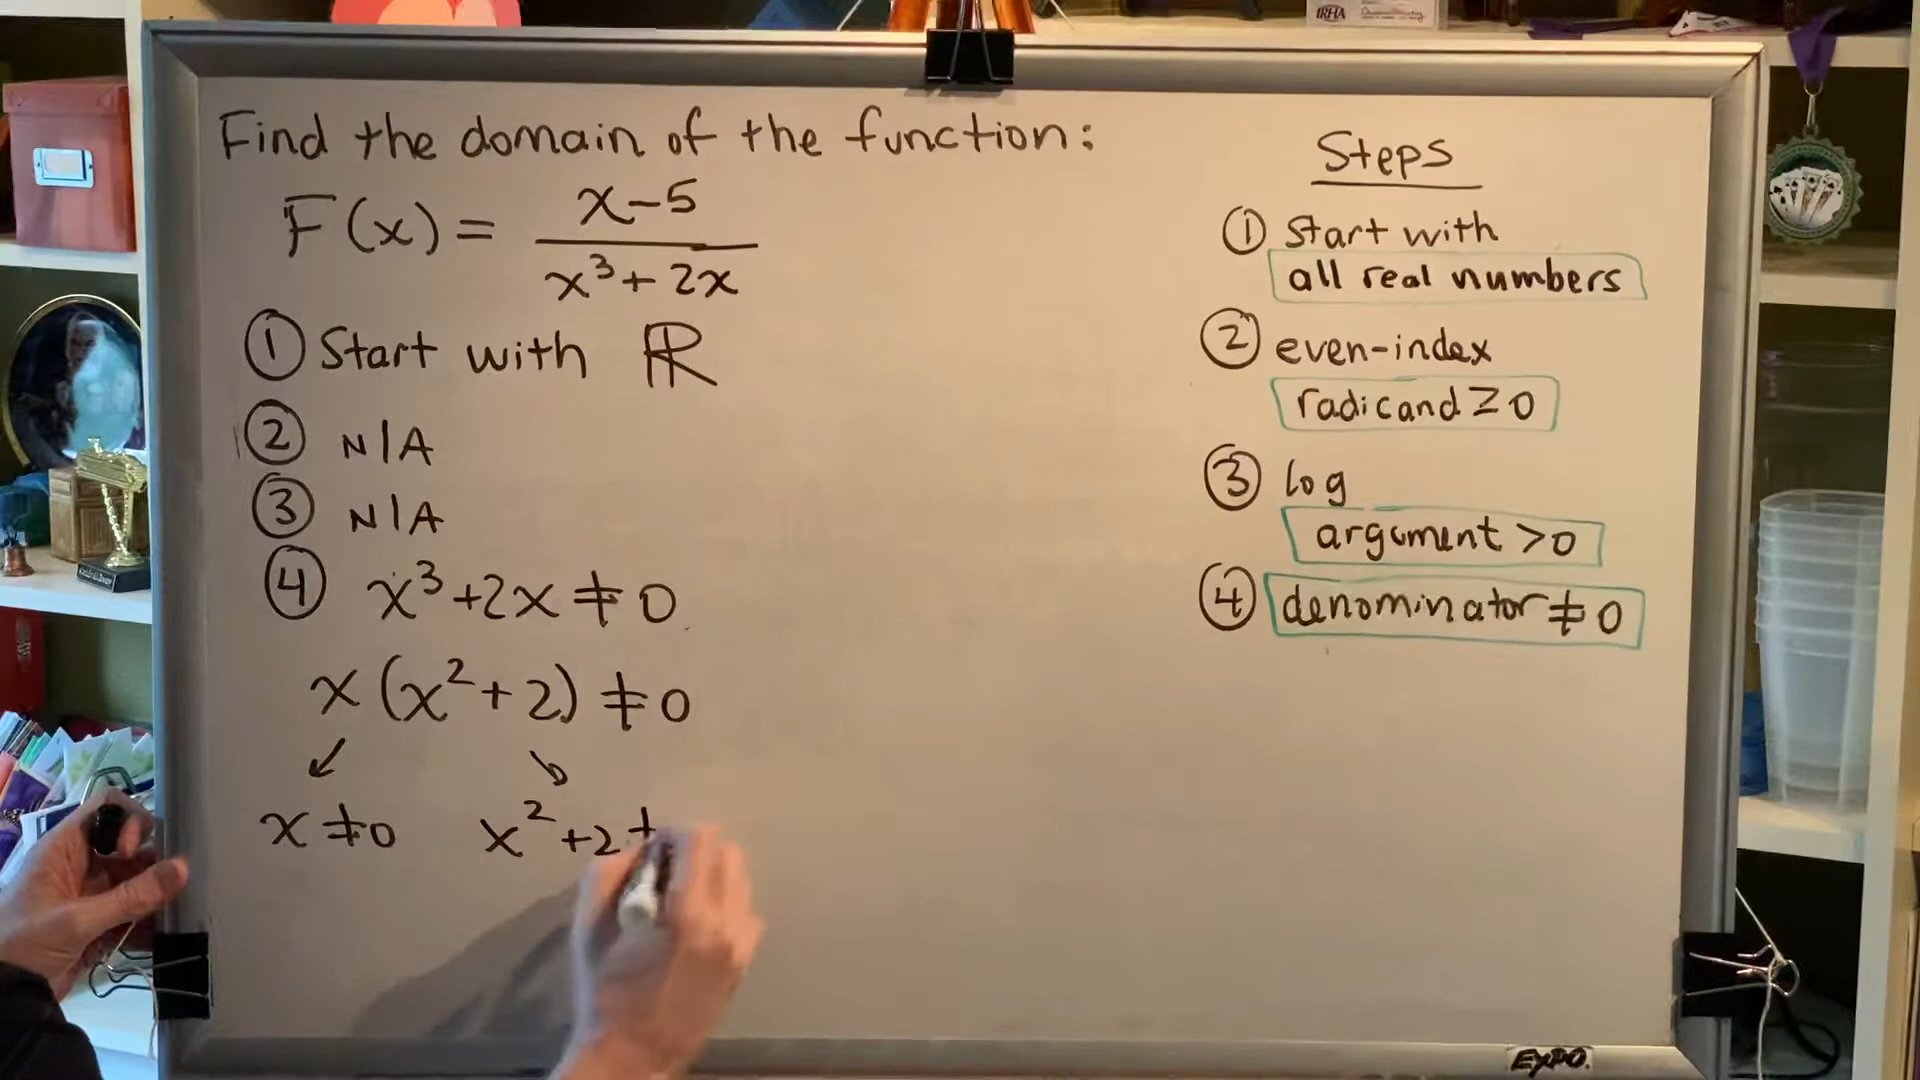 Find the domain of the function:
F(x) = x-5 / x³+2x
① Start with ℝ
② N/A
③ N/A
④ x³+2x ≠ 0
x(x²+2) ≠ 0
↙ ↘
x ≠ 0 x²+2
Steps
① Start with
all real numbers
② even-index
radicand ≥ 0
③ log
argument > 0
④ denominator ≠ 0
IRHA
EXPO